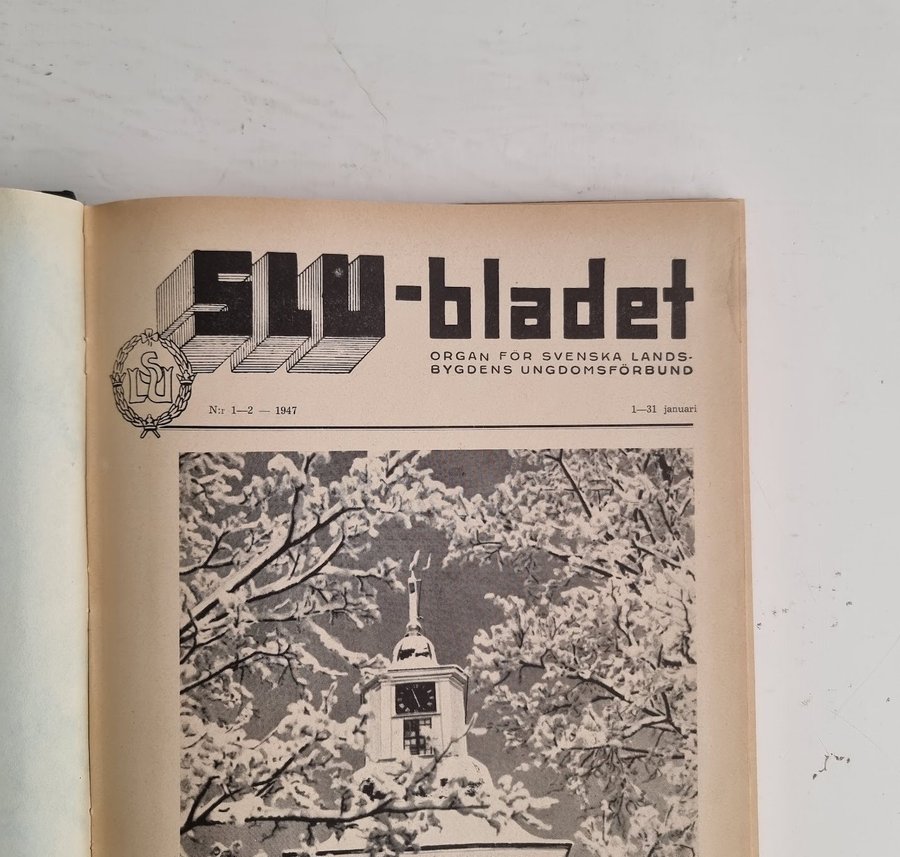 SLU-bladet
ORGAN FÖR SVENSKA LANDS-
BYGDENS UNGDOMSFÖRBUND
SLU
N:r 1—2 — 1947 1—31 januari